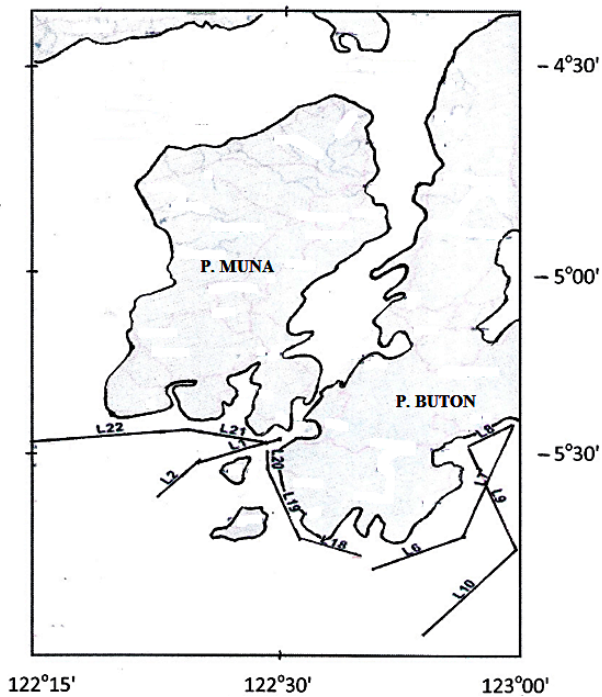 – 4°30'
P. MUNA
– 5°00'
P. BUTON
L22
L21
L1
L8
– 5°30'
L2
L20
L7
L19
L9
L18
L6
L10
122°15'
122°30'
123°00'